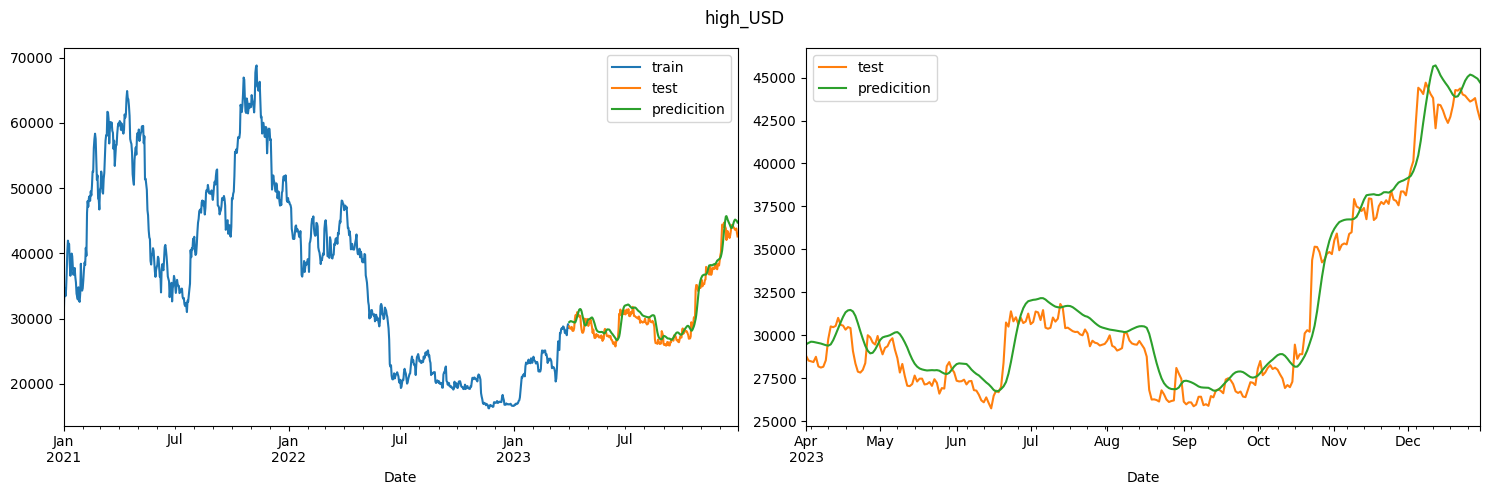 high_USD
70000
60000
50000
40000
30000
20000
train
test
predicition
Jan
2021
Jul
Jan
2022
Jul
Jan
2023
Jul
Date
45000
42500
40000
37500
35000
32500
30000
27500
25000
test
predicition
Apr
2023
May
Jun
Jul
Aug
Sep
Oct
Nov
Dec
Date